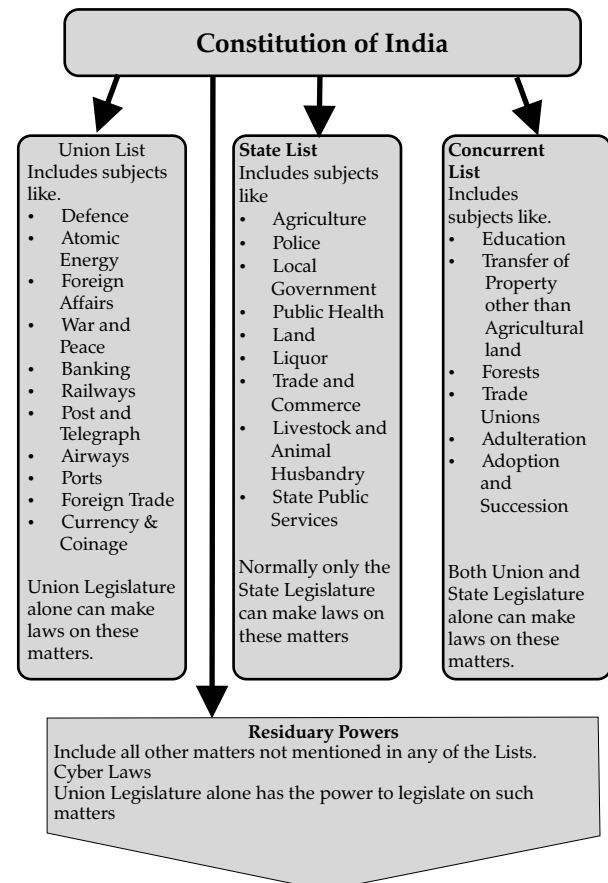 Constitution of India
Union List
Includes subjects
like.
• Defence
• Atomic
Energy
• Foreign
Affairs
• War and
Peace
• Banking
• Railways
• Post and
Telegraph
• Airways
• Ports
• Foreign Trade
• Currency &
Coinage
Union Legislature
alone can make
laws on these
matters.
State List
Includes subjects
like
• Agriculture
• Police
• Local
Government
• Public Health
• Land
• Liquor
• Trade and
Commerce
• Livestock and
Animal
Husbandry
• State Public
Services
Normally only the
State Legislature
can make laws on
these matters
Concurrent
List
Includes
subjects like.
• Education
• Transfer of
Property
other than
Agricultural
land
• Forests
• Trade
Unions
• Adulteration
• Adoption
and
Succession
Both Union and
State Legislature
alone can make
laws on these
matters.
Residuary Powers
Include all other matters not mentioned in any of the Lists.
Cyber Laws
Union Legislature alone has the power to legislate on such
matters